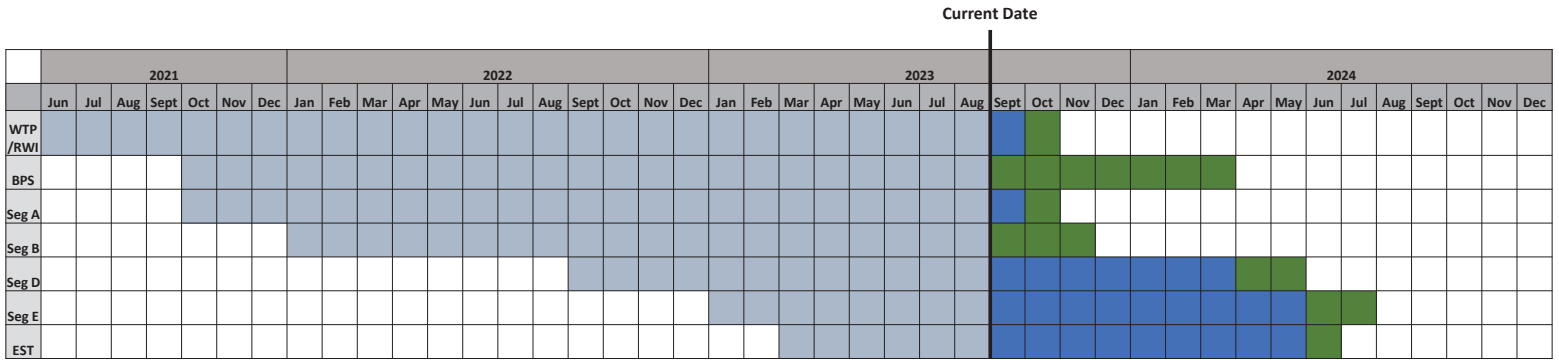 Current Date
2021 2022 2023 2024
Jun Jul Aug Sept Oct Nov Dec Jan Feb Mar Apr May Jun Jul Aug Sept Oct Nov Dec Jan Feb Mar Apr May Jun Jul Aug Sept Oct Nov Dec Jan Feb Mar Apr May Jun Jul Aug Sept Oct Nov Dec
WTP
/RWI
BPS
Seg A
Seg B
Seg D
Seg E
EST